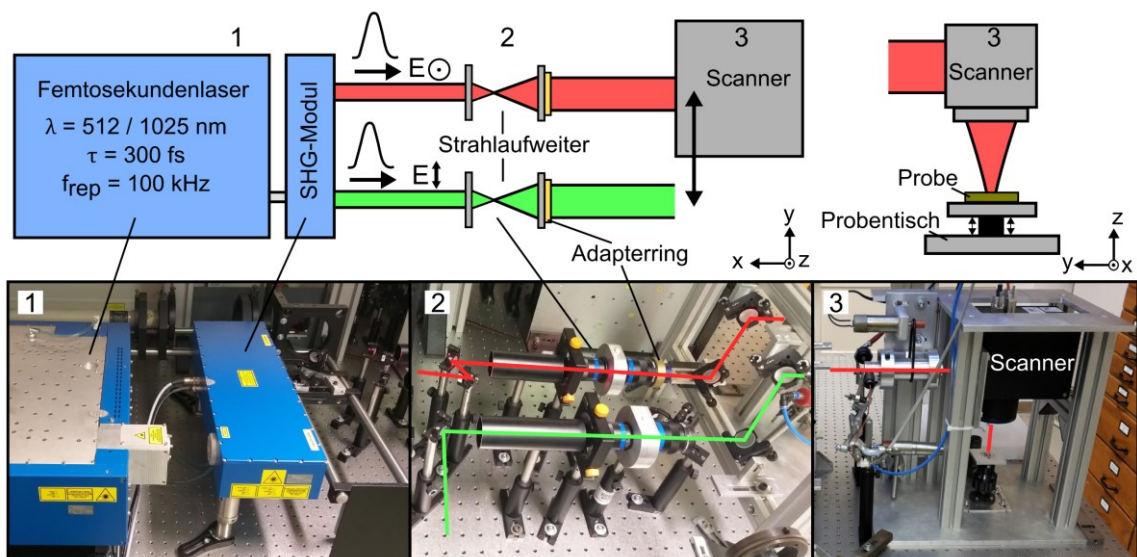 1
Femtosekundenlaser
λ = 512 / 1025 nm
τ = 300 fs
frep = 100 kHz
SHG-Modul
E
2
Strahlaufweiter
E
Adapterring
3
Scanner
y
x
z
3
Scanner
Probe
Probentisch
z
y
x
1
2
3
Scanner